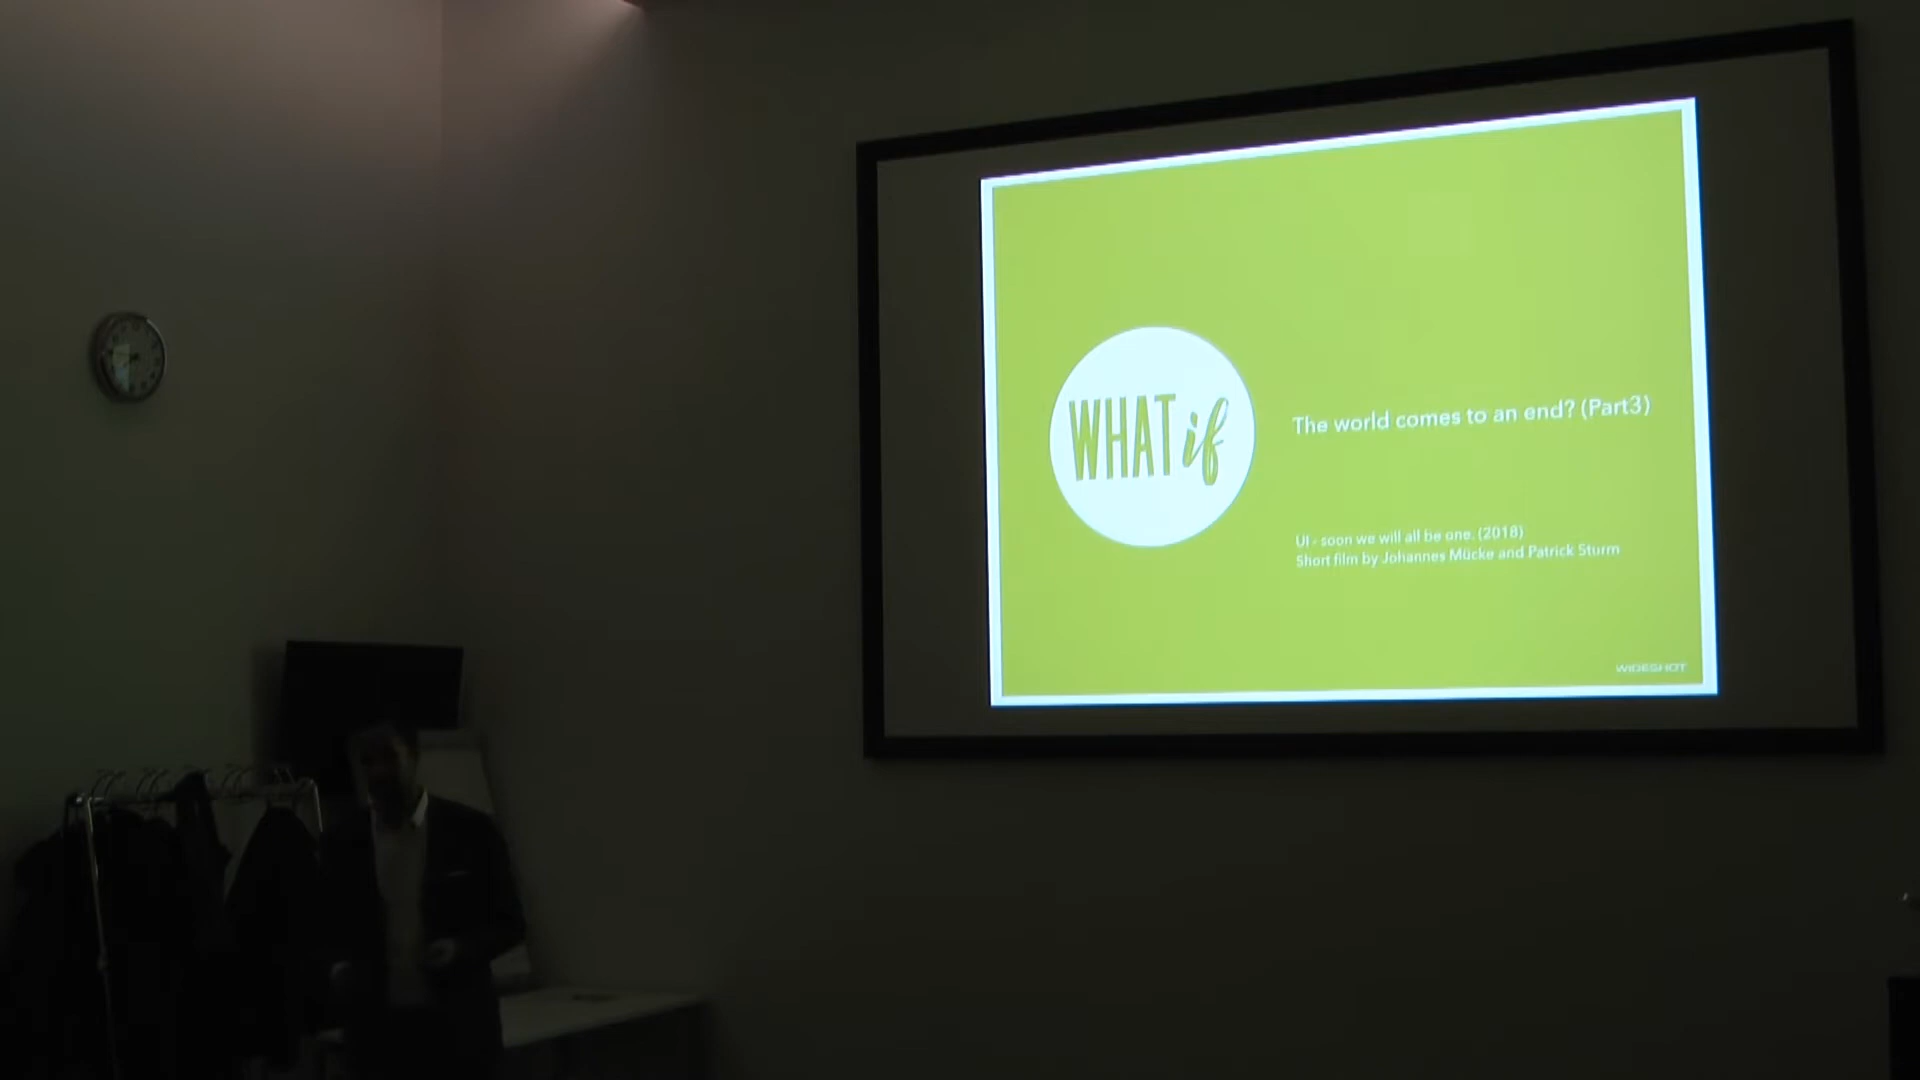 WHAT if
The world comes to an end? (Part3)
UI - soon we will all be one. (2018)
Short film by Johannes Mücke and Patrick Sturm
WIDESHOT